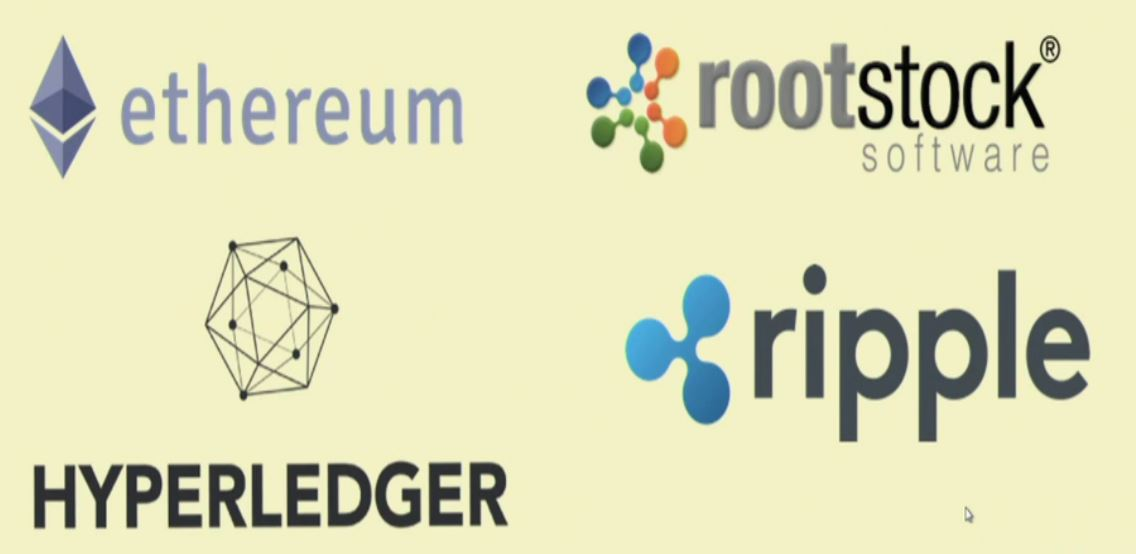 ethereum
rootstock®
software
HYPERLEDGER
ripple